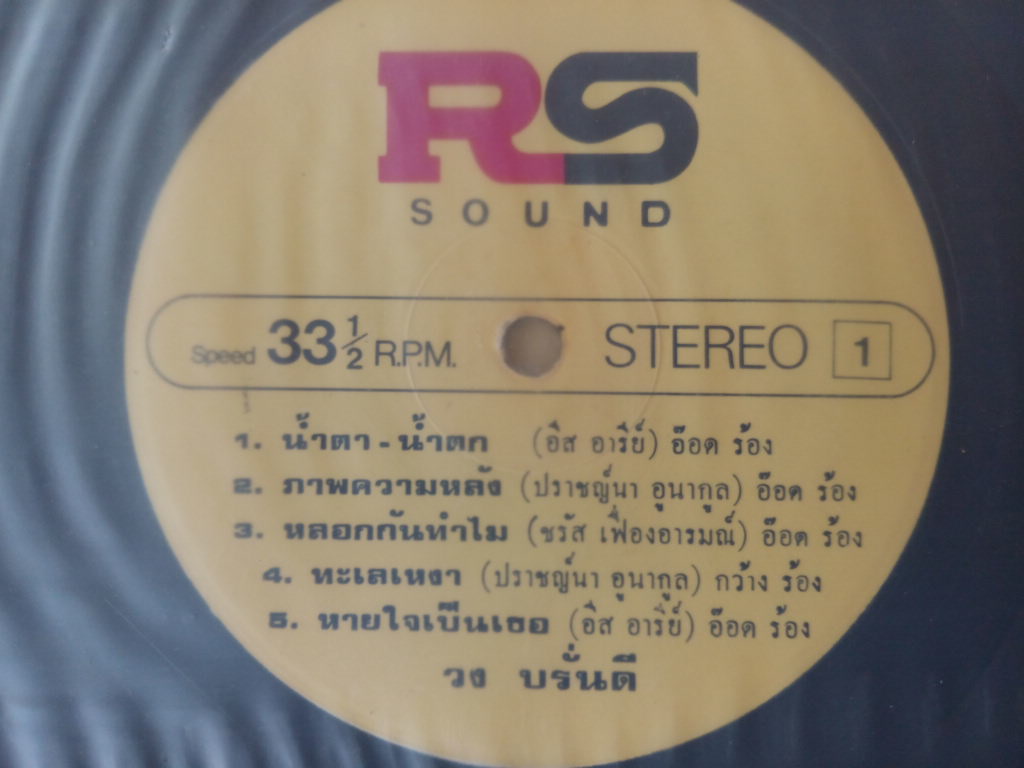 RS
SOUND
Speed 33 1/2 R.P.M. STEREO 1
1. น้ำตา - น้ำตก (อิส อารีย์) อ๊อด ร้อง
2. ภาพความหลัง (ปราชญ์นา อูนากูล) อ๊อด ร้อง
3. หลอกกันทำไม (ชรัส เฟื่องอารมณ์) อ๊อด ร้อง
4. ทะเลเหงา (ปราชญ์นา อูนากูล) กว้าง ร้อง
5. หายใจเป็นเธอ (อิส อารีย์) อ๊อด ร้อง
วง บรั่นดี